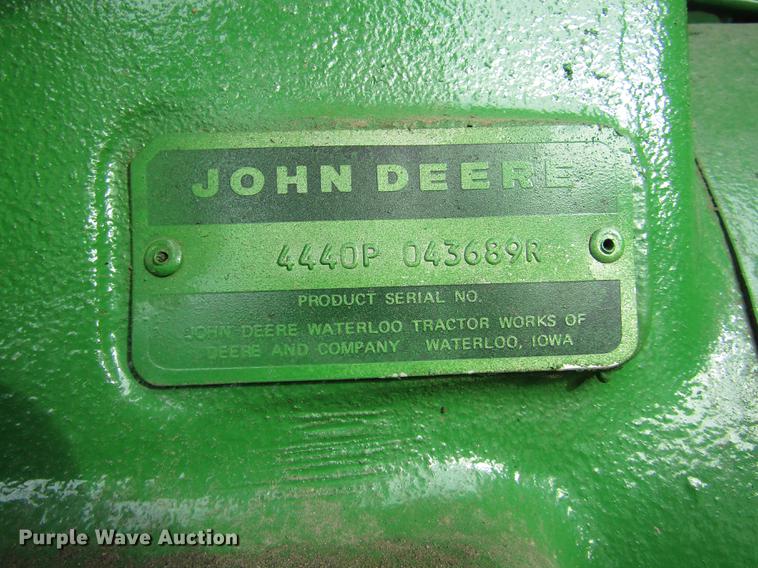 JOHN DEERE
4440P 043689R
PRODUCT SERIAL NO.
JOHN DEERE WATERLOO TRACTOR WORKS OF
DEERE AND COMPANY WATERLOO, IOWA
Purple Wave Auction